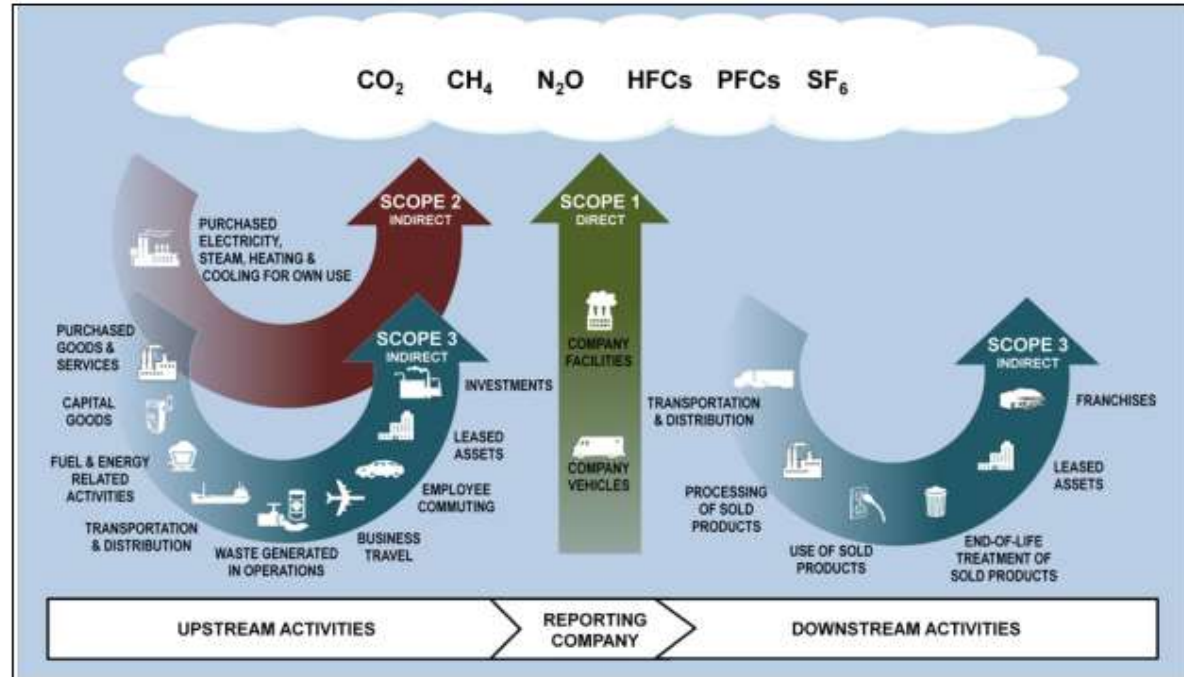 CO₂ CH₄ N₂O HFCs PFCs SF₆
SCOPE 2
INDIRECT
PURCHASED
ELECTRICITY,
STEAM, HEATING &
COOLING FOR OWN USE
SCOPE 3
INDIRECT
PURCHASED
GOODS &
SERVICES
CAPITAL
GOODS
FUEL & ENERGY
RELATED
ACTIVITIES
TRANSPORTATION
& DISTRIBUTION
WASTE GENERATED
IN OPERATIONS
BUSINESS
TRAVEL
EMPLOYEE
COMMUTING
LEASED
ASSETS
INVESTMENTS
SCOPE 1
DIRECT
COMPANY
FACILITIES
COMPANY
VEHICLES
SCOPE 3
INDIRECT
TRANSPORTATION
& DISTRIBUTION
PROCESSING
OF SOLD
PRODUCTS
USE OF SOLD
PRODUCTS
END-OF-LIFE
TREATMENT OF
SOLD PRODUCTS
LEASED
ASSETS
FRANCHISES
UPSTREAM ACTIVITIES
REPORTING
COMPANY
DOWNSTREAM ACTIVITIES